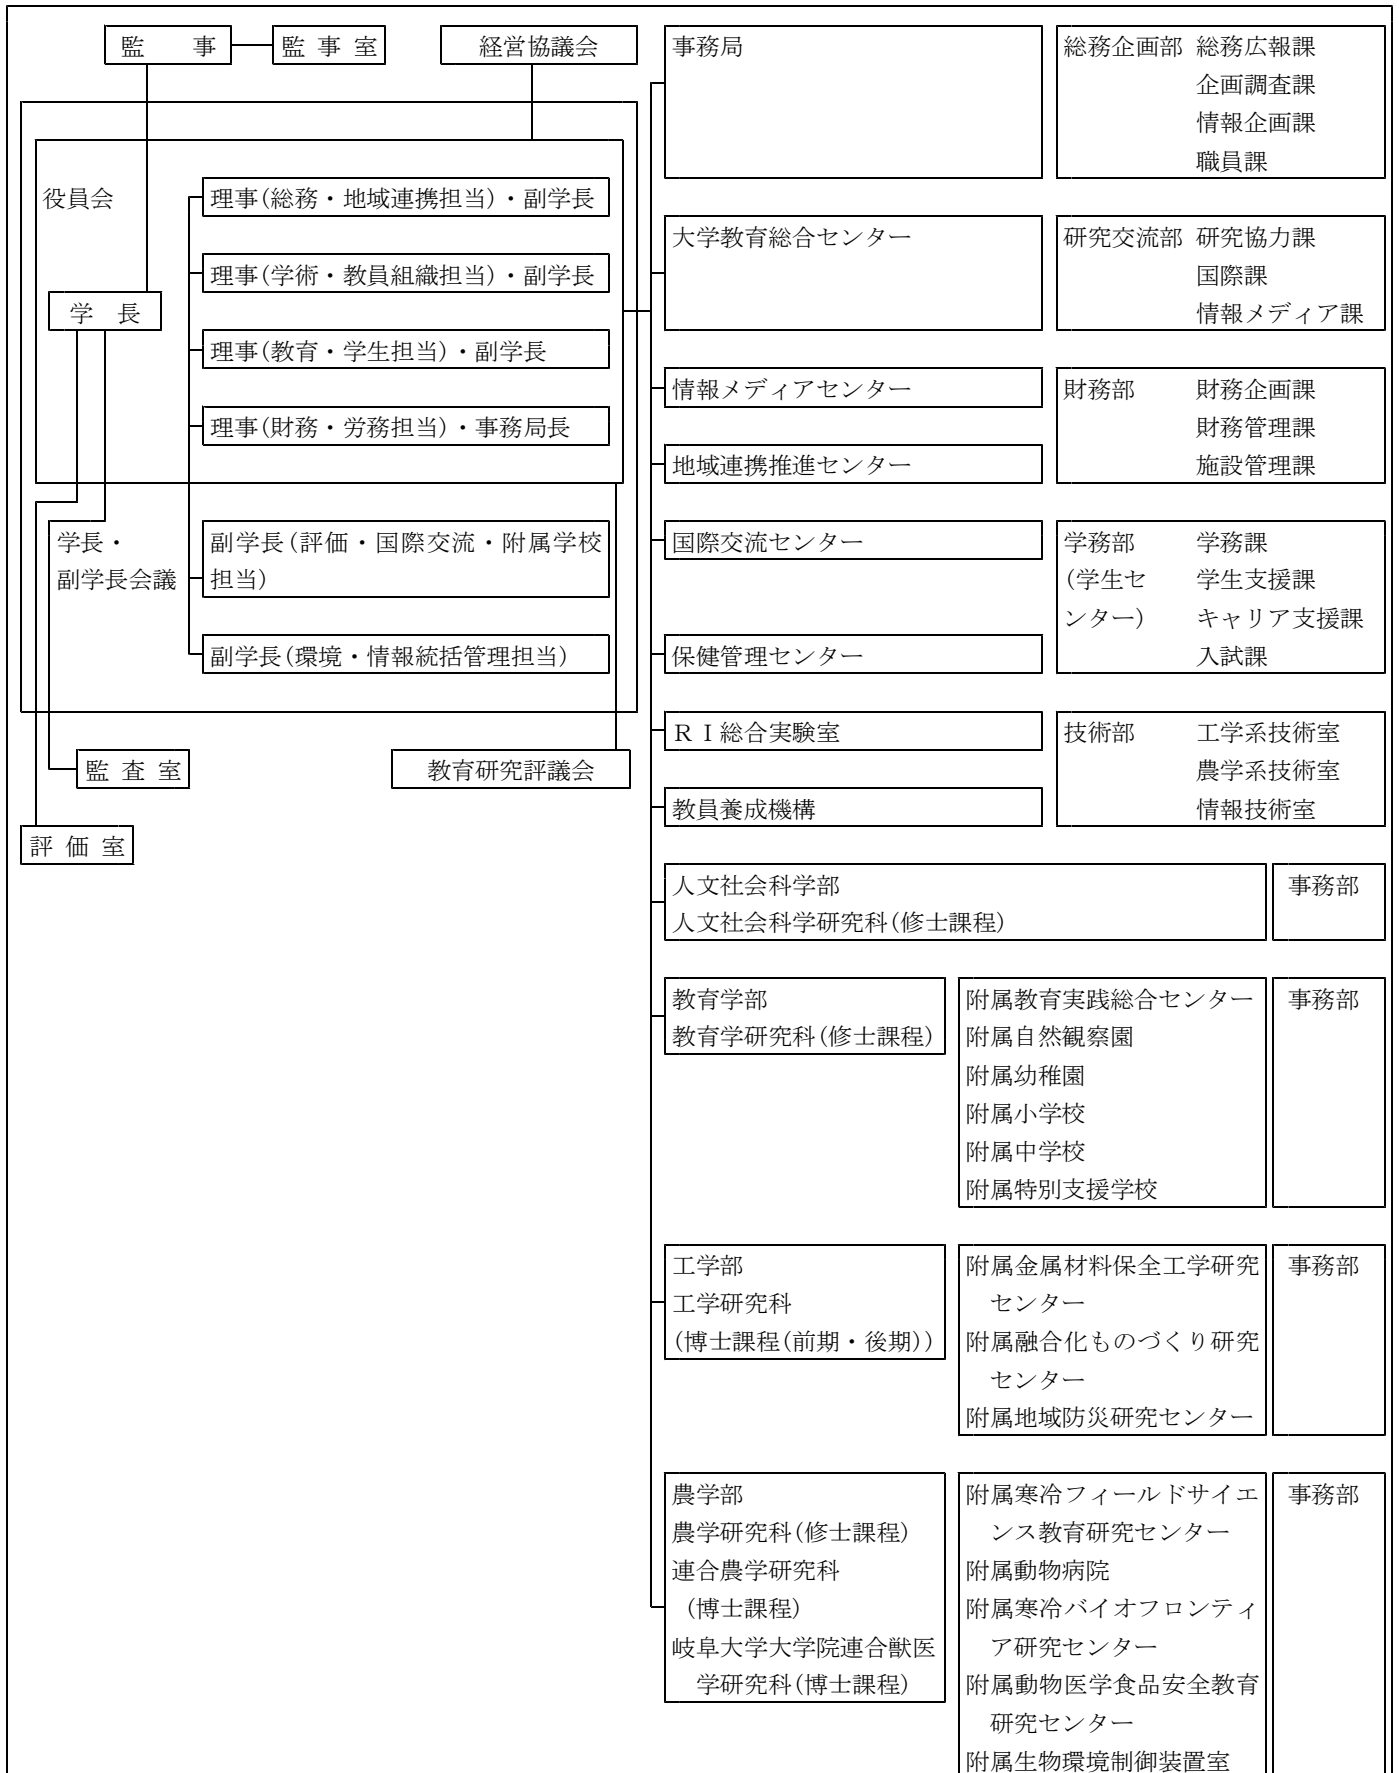 監　　事
監 事 室
経営協議会
役員会
理事(総務・地域連携担当)・副学長
理事(学術・教員組織担当)・副学長
学　長
理事(教育・学生担当)・副学長
理事(財務・労務担当)・事務局長
学長・
副学長会議
副学長(評価・国際交流・附属学校
担当)
副学長(環境・情報統括管理担当)
監 査 室
教育研究評議会
評 価 室
事務局
総務企画部 総務広報課
企画調査課
情報企画課
職員課
大学教育総合センター
研究交流部 研究協力課
国際課
情報メディア課
情報メディアセンター
財務部　財務企画課
財務管理課
地域連携推進センター
施設管理課
国際交流センター
学務部　学務課
(学生セ　学生支援課
ンター)　キャリア支援課
保健管理センター
入試課
ＲＩ総合実験室
技術部　工学系技術室
農学系技術室
教員養成機構
情報技術室
人文社会科学部
人文社会科学研究科(修士課程)
事務部
教育学部
教育学研究科(修士課程)
附属教育実践総合センター
附属自然観察園
附属幼稚園
附属小学校
附属中学校
附属特別支援学校
事務部
工学部
工学研究科
(博士課程(前期・後期))
附属金属材料保全工学研究
センター
附属融合化ものづくり研究
センター
附属地域防災研究センター
事務部
農学部
農学研究科(修士課程)
連合農学研究科
(博士課程)
岐阜大学大学院連合獣医
学研究科(博士課程)
附属寒冷フィールドサイエ
ンス教育研究センター
附属動物病院
附属寒冷バイオフロンティ
ア研究センター
附属動物医学食品安全教育
研究センター
附属生物環境制御装置室
事務部